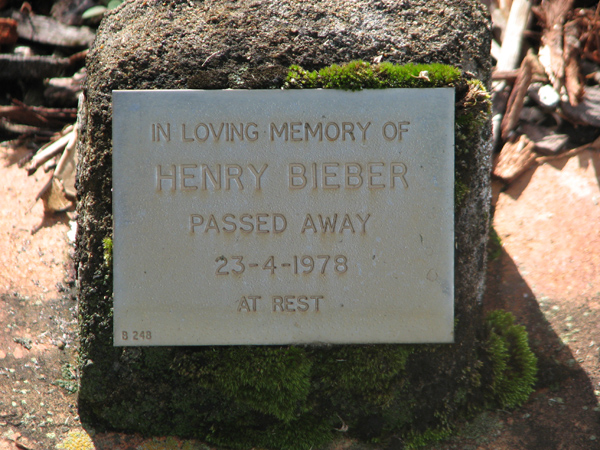 IN LOVING MEMORY OF
HENRY BIEBER
PASSED AWAY
23-4-1978
AT REST
B 248